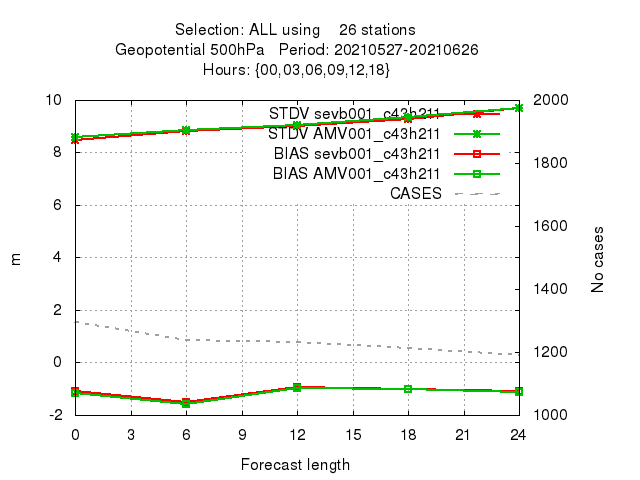 Selection: ALL using 26 stations
Geopotential 500hPa Period: 20210527-20210626
Hours: {00,03,06,09,12,18}
10
8
6
4
2
0
-2
m
STDV sevb001_c43h211
STDV AMV001_c43h211
BIAS sevb001_c43h211
BIAS AMV001_c43h211
CASES
2000
1800
1600
1400
1200
1000
No cases
0 3 6 9 12 15 18 21 24
Forecast length